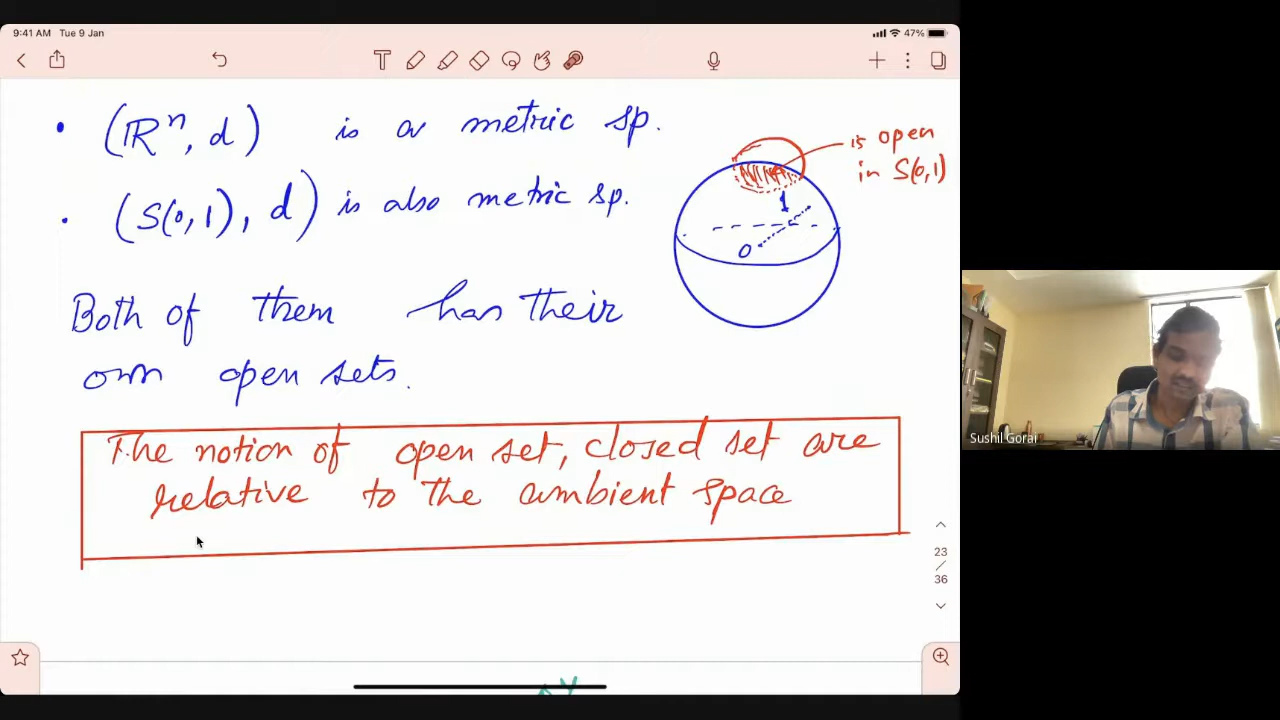 9:41 AM Tue 9 Jan
47%
• (ℝⁿ, d) is a metric sp.
• (S(0,1), d) is also metric sp.
is open
in S(0,1)
1
0
Both of them has their
own open sets.
The notion of open set, closed set are
relative to the ambient space
Sushil Gorai
23
/
36